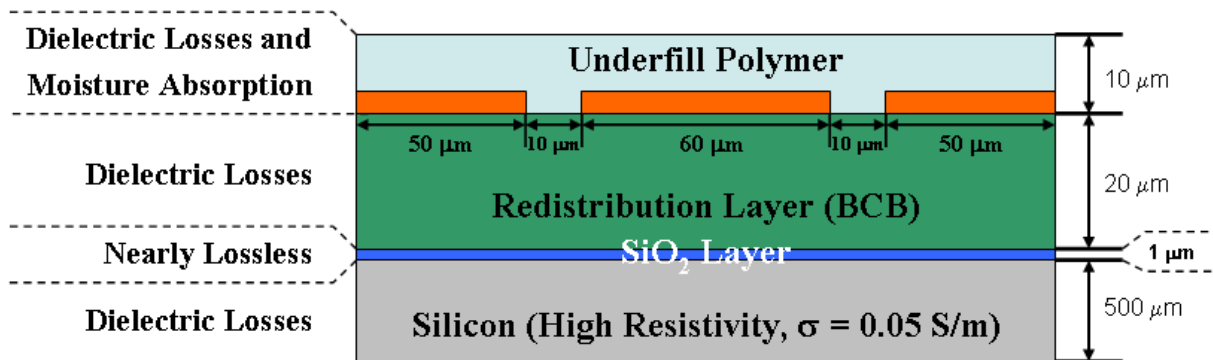 Dielectric Losses and
Moisture Absorption
Underfill Polymer
10 μm
50 μm
10 μm
60 μm
10 μm
50 μm
Dielectric Losses
20 μm
Redistribution Layer (BCB)
Nearly Lossless
SiO₂ Layer
1 μm
Dielectric Losses
Silicon (High Resistivity, σ = 0.05 S/m)
500 μm